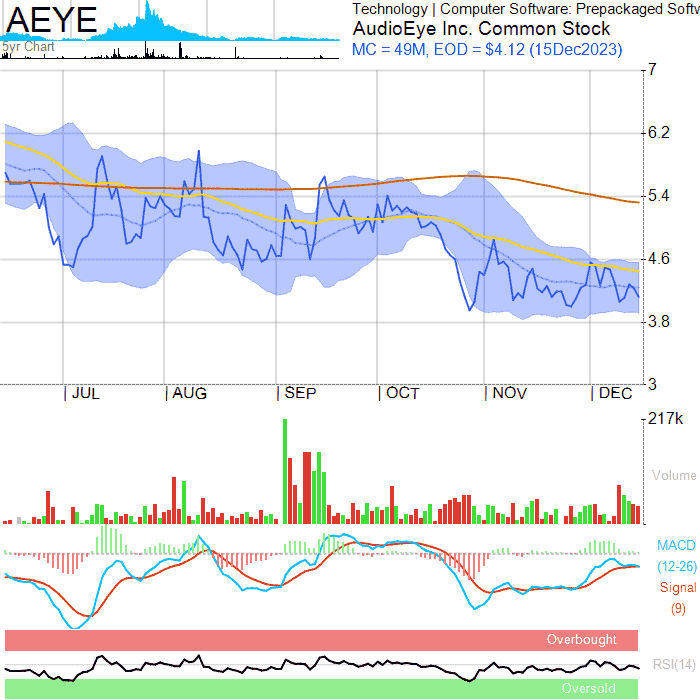 AEYE
5yr Chart
Technology | Computer Software: Prepackaged Softw
AudioEye Inc. Common Stock
MC = 49M, EOD = $4.12 (15Dec2023)
7
6.2
5.4
4.6
3.8
3
JUL AUG SEP OCT NOV DEC
217k
Volume
MACD
(12-26)
Signal
(9)
Overbought
RSI(14)
Oversold